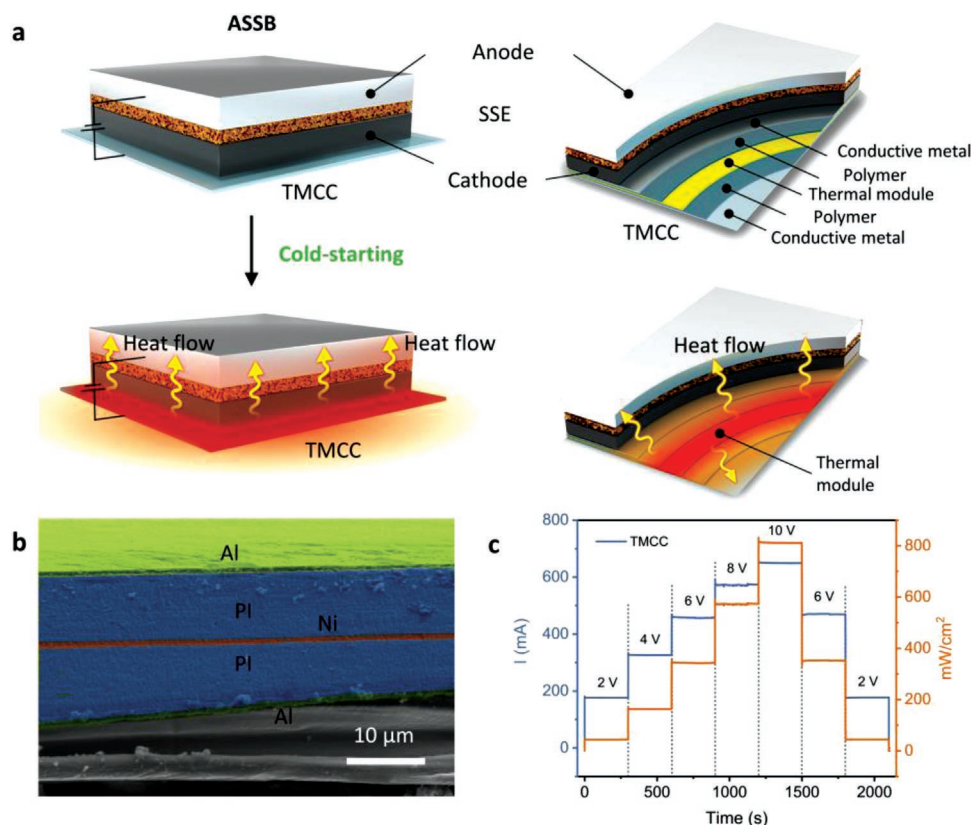 a
ASSB
Anode
SSE
Cathode
TMCC
Conductive metal
Polymer
Thermal module
Polymer
Conductive metal
TMCC
Cold-starting
Heat flow
Heat flow
TMCC
Heat flow
Thermal
module
b
Al
PI
Ni
PI
Al
10 μm
c
800
600
400
200
0
I (mA)
TMCC
2 V
4 V
6 V
8 V
10 V
6 V
2 V
800
600
400
200
0
mW/cm²
0
500
1000
1500
2000
Time (s)